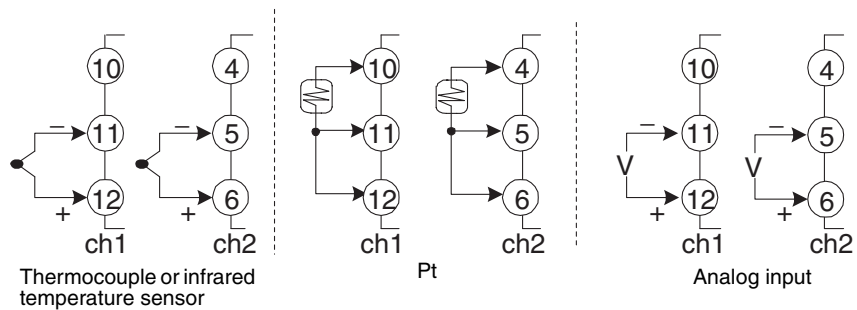 10 4 10 4 10 4
− − − −
11 5 11 5 11 5
V V
12 6 12 6 12 6
+ + + +
ch1 ch2 ch1 ch2 ch1 ch2
Thermocouple or infrared
temperature sensor
Pt
Analog input